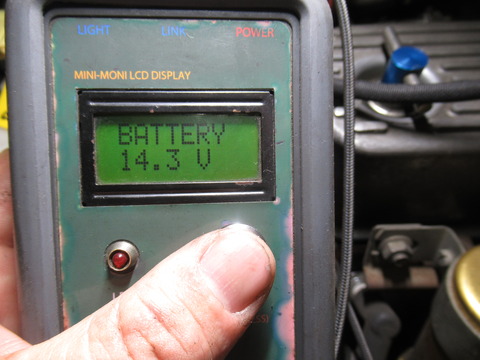 LIGHT LINK POWER
MINI-MONI LCD DISPLAY
BATTERY
14.3 V